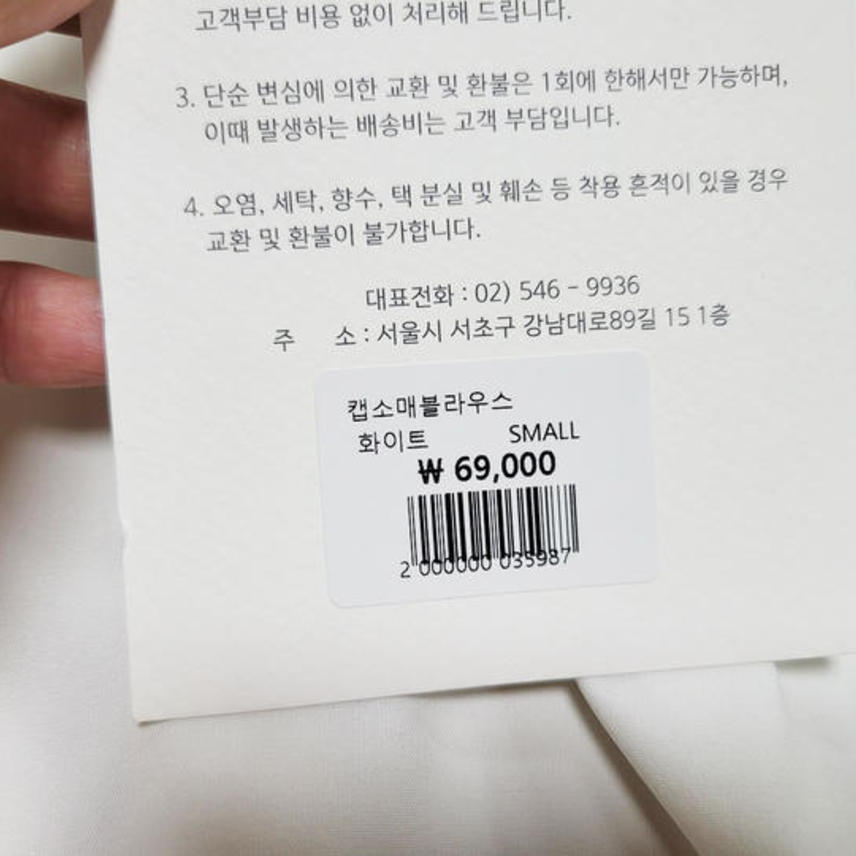 고객부담 비용 없이 처리해 드립니다.
3. 단순 변심에 의한 교환 및 환불은 1회에 한해서만 가능하며,
이때 발생하는 배송비는 고객 부담입니다.
4. 오염, 세탁, 향수, 택 분실 및 훼손 등 착용 흔적이 있을 경우
교환 및 환불이 불가합니다.
대표전화 : 02) 546 - 9936
주 소 : 서울시 서초구 강남대로89길 15 1층
캡소매블라우스
화이트 SMALL
₩ 69,000
2 000000 035987